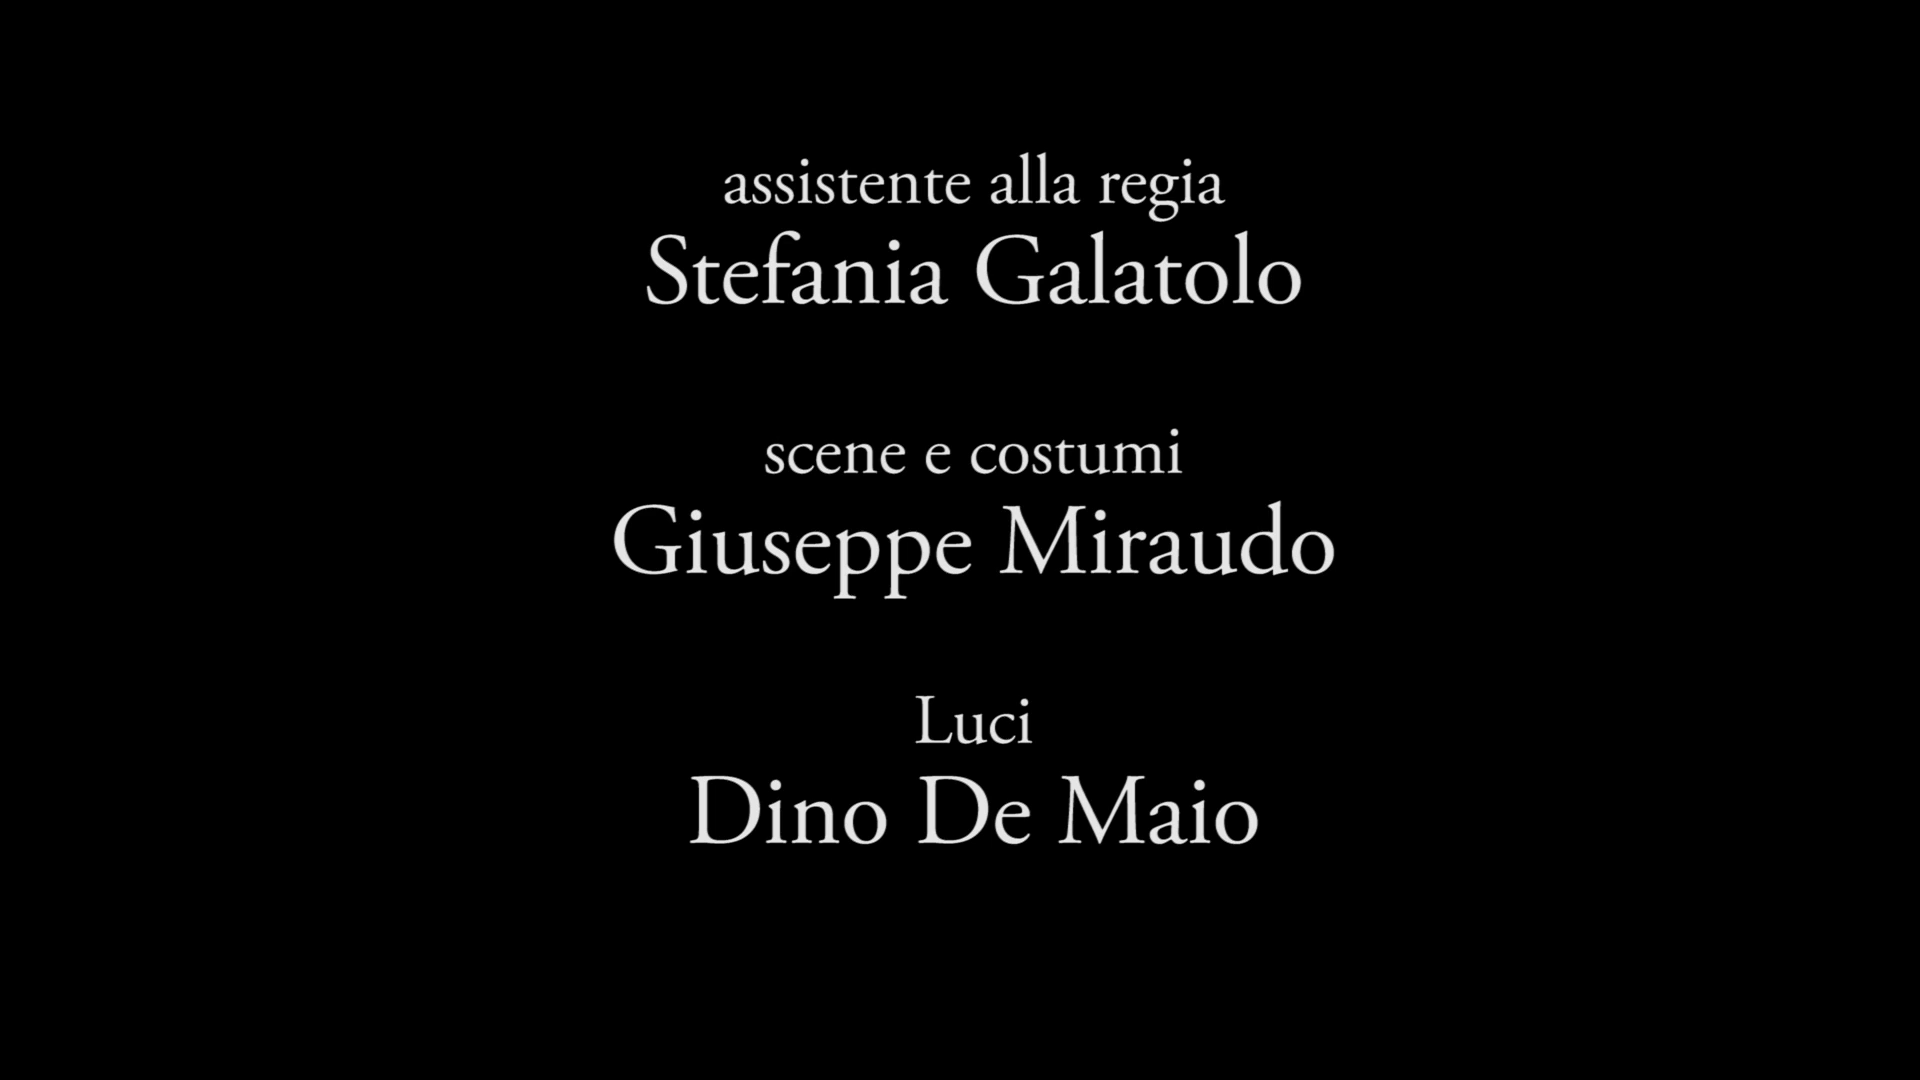 assistente alla regia
Stefania Galatolo
scene e costumi
Giuseppe Miraudo
Luci
Dino De Maio